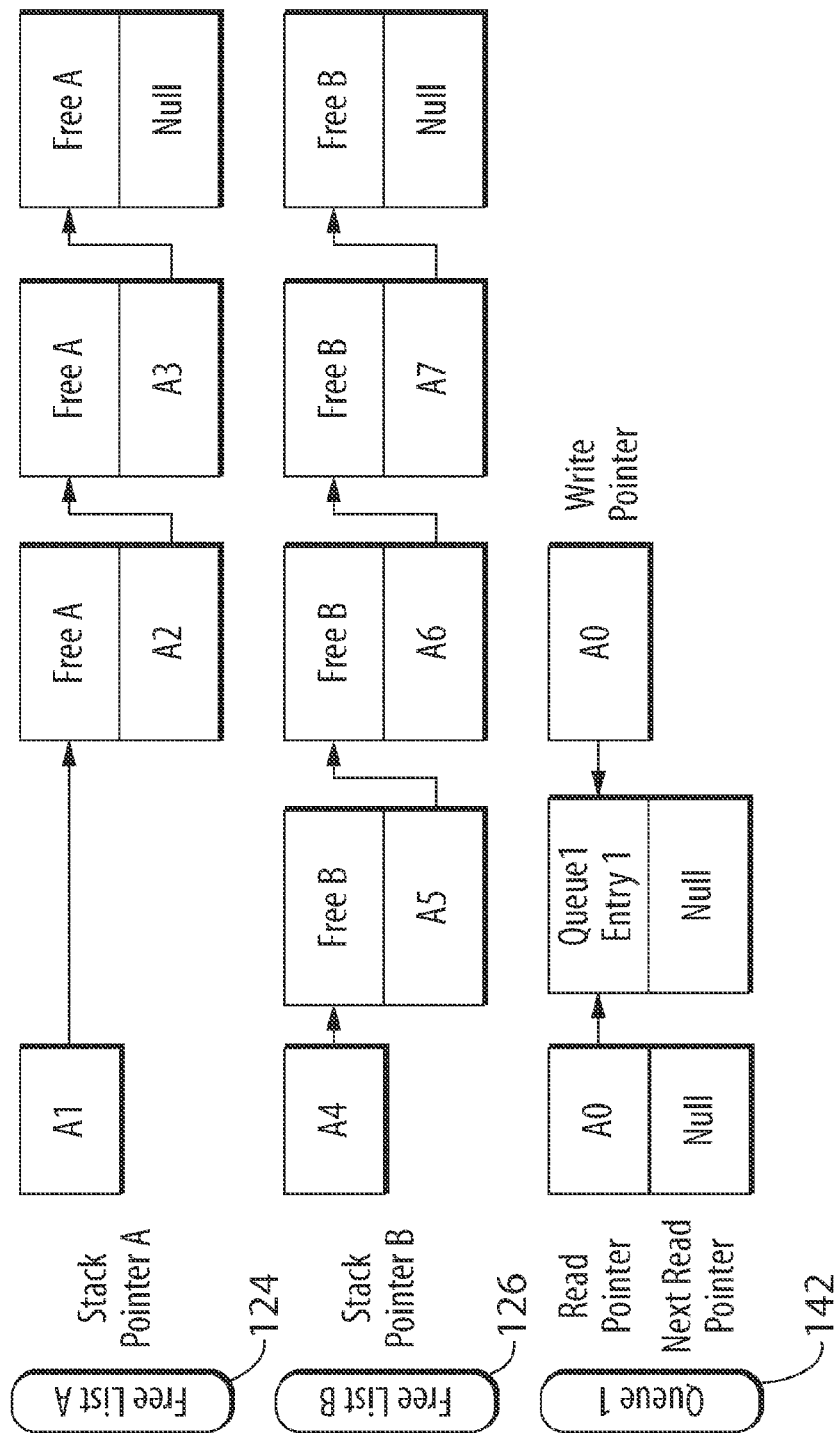 Free List A
124
Stack
Pointer A
A1
Free A
A2
Free A
A3
Free A
Null
Free List B
126
Stack
Pointer B
A4
Free B
A5
Free B
A6
Free B
A7
Free B
Null
Queue 1
142
Read
Pointer
Next Read
Pointer
A0
Null
Queue1
Entry 1
Null
A0
Write
Pointer